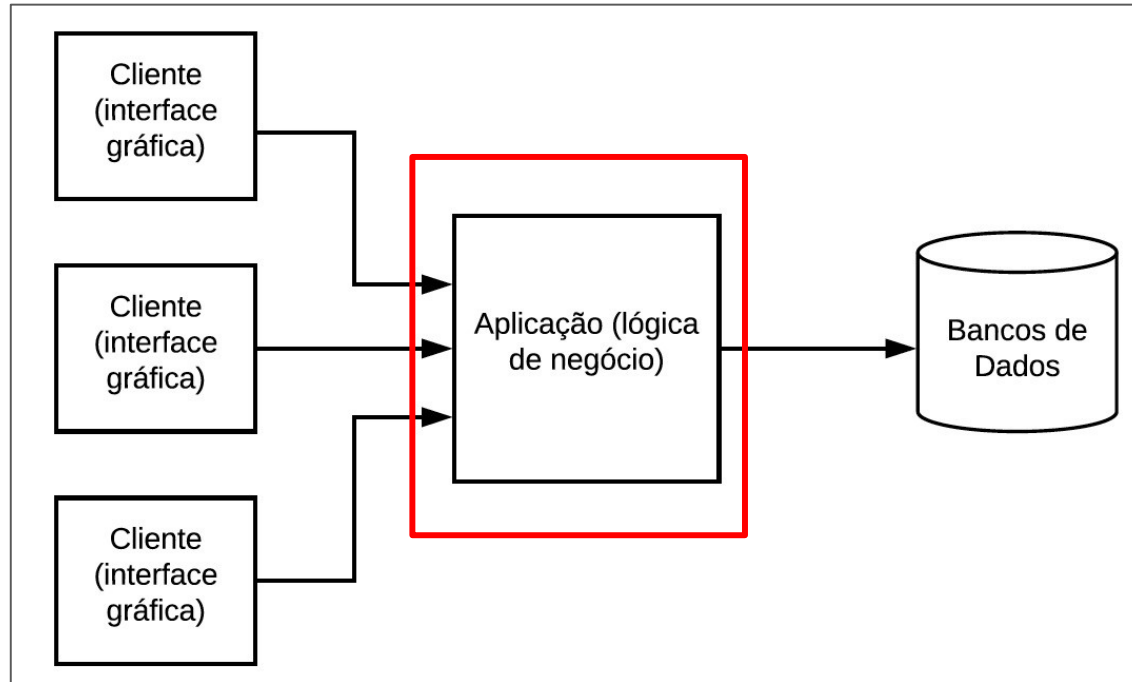 Cliente
(interface
gráfica)
Cliente
(interface
gráfica)
Cliente
(interface
gráfica)
Aplicação (lógica
de negócio)
Bancos de
Dados